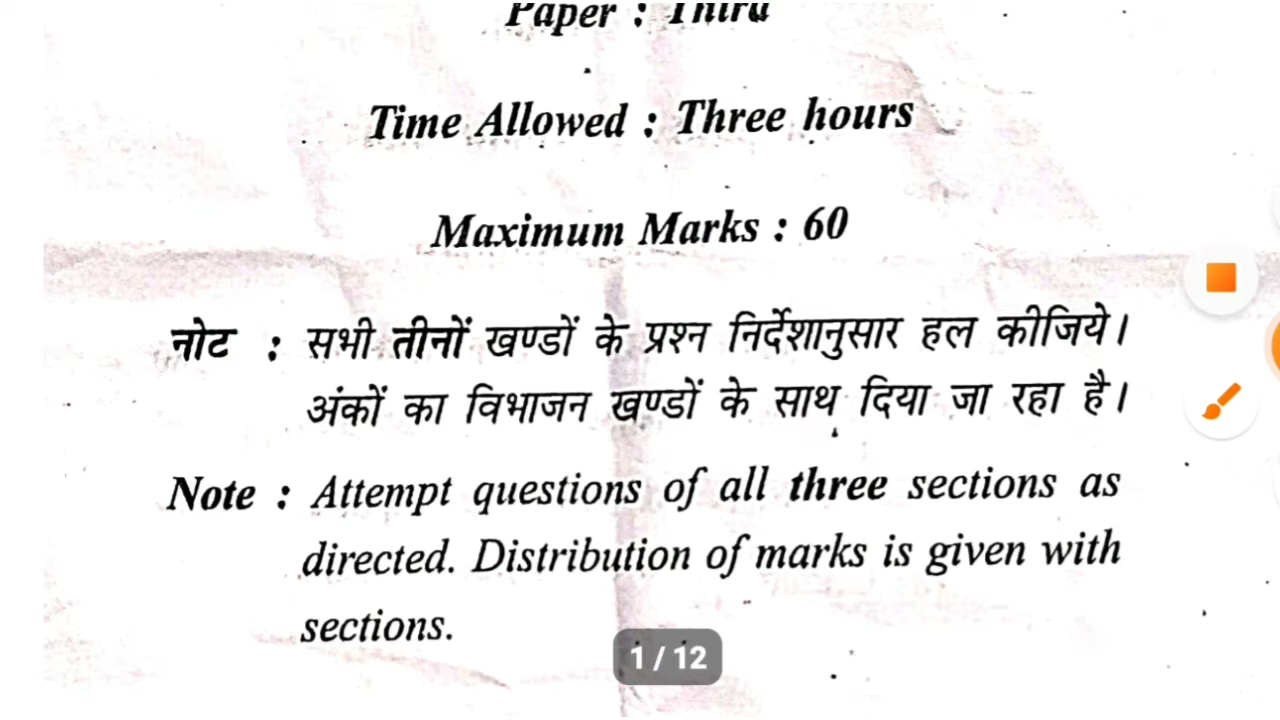 Paper : Third
Time Allowed : Three hours
Maximum Marks : 60
नोट : सभी तीनों खण्डों के प्रश्न निर्देशानुसार हल कीजिये।
अंकों का विभाजन खण्डों के साथ दिया जा रहा है।
Note : Attempt questions of all three sections as
directed. Distribution of marks is given with
sections.
1 / 12